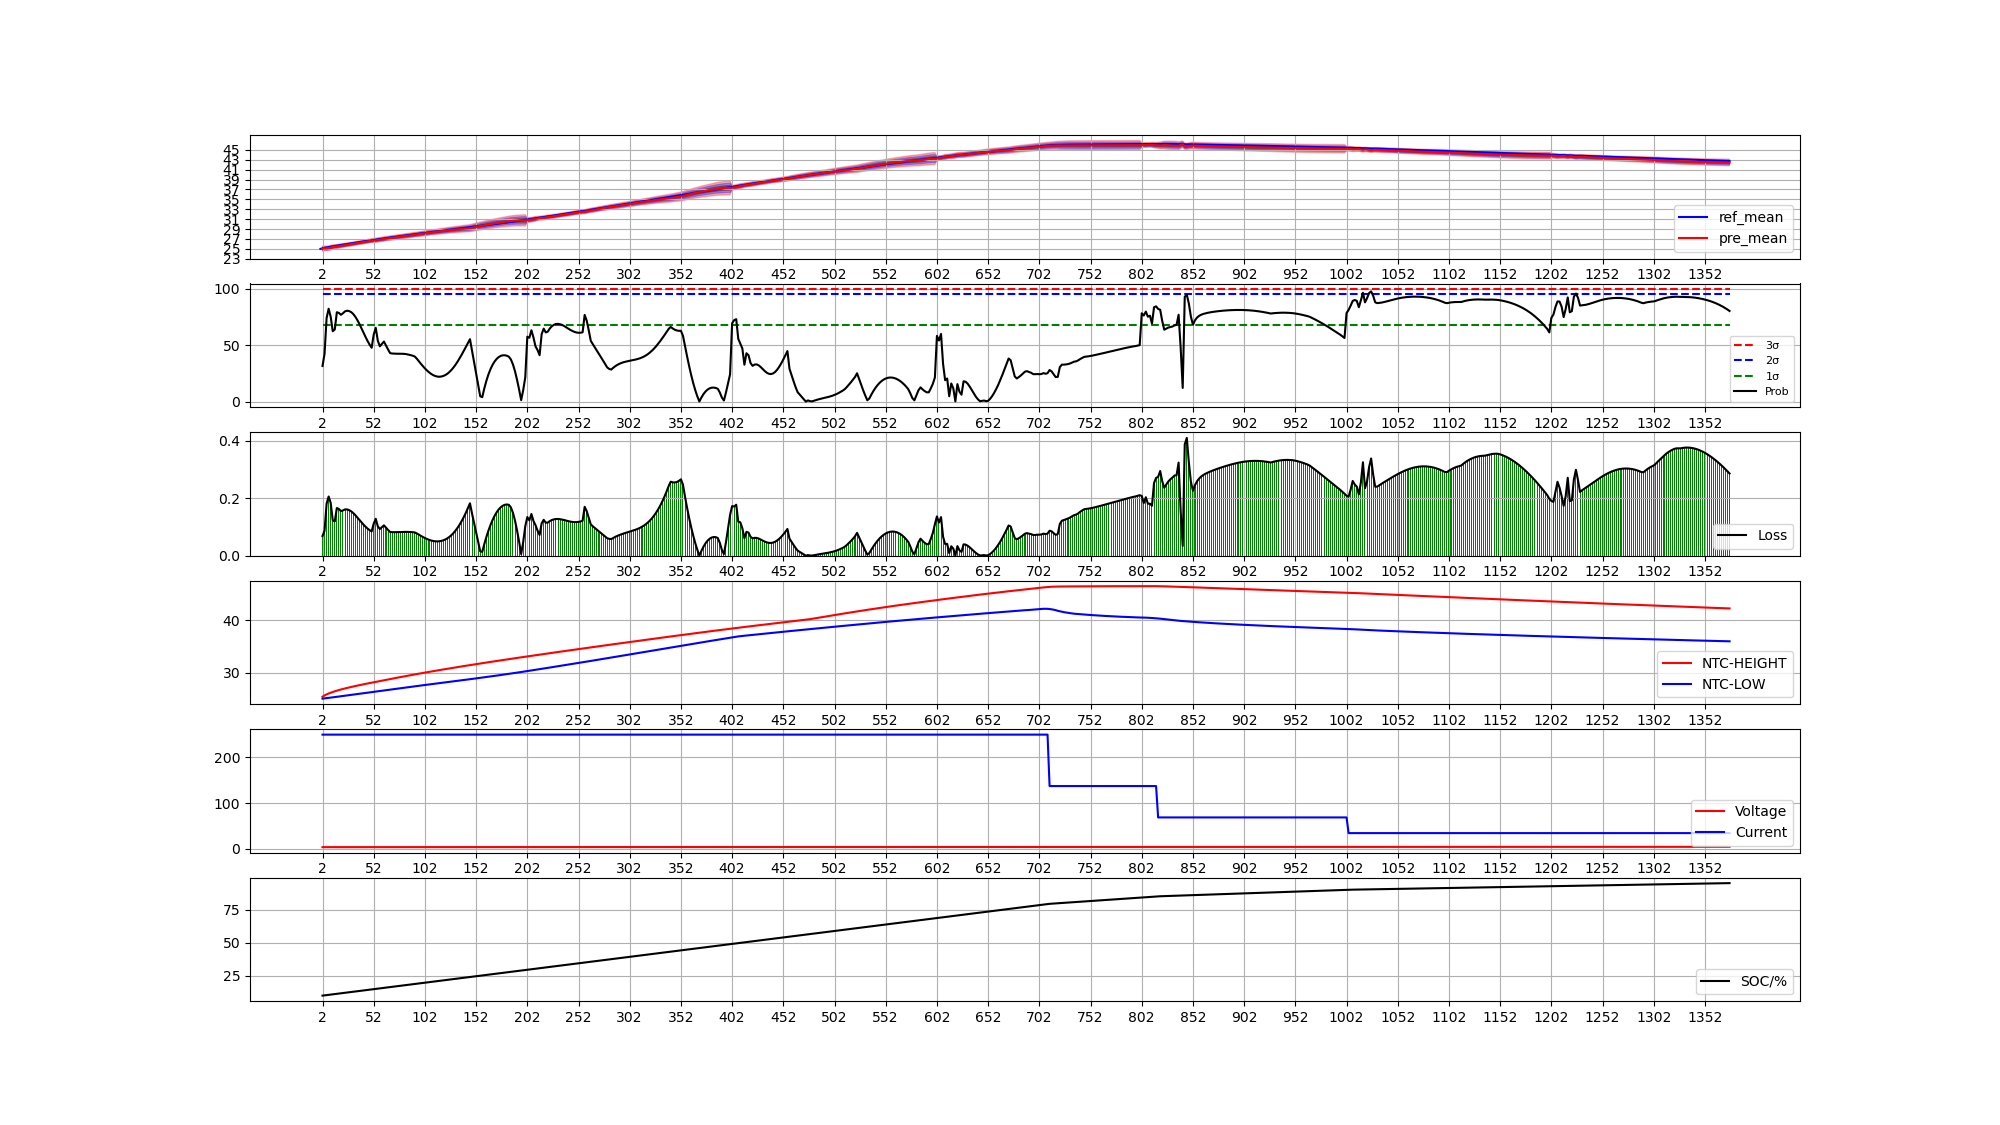 45
43
41
39
37
35
33
31
29
27
25
23
ref_mean
pre_mean
2 52 102 152 202 252 302 352 402 452 502 552 602 652 702 752 802 852 902 952 1002 1052 1102 1152 1202 1252 1302 1352
100
50
0
3σ
2σ
1σ
Prob
2 52 102 152 202 252 302 352 402 452 502 552 602 652 702 752 802 852 902 952 1002 1052 1102 1152 1202 1252 1302 1352
0.4
0.2
0.0
Loss
2 52 102 152 202 252 302 352 402 452 502 552 602 652 702 752 802 852 902 952 1002 1052 1102 1152 1202 1252 1302 1352
40
30
NTC-HEIGHT
NTC-LOW
2 52 102 152 202 252 302 352 402 452 502 552 602 652 702 752 802 852 902 952 1002 1052 1102 1152 1202 1252 1302 1352
200
100
0
Voltage
Current
2 52 102 152 202 252 302 352 402 452 502 552 602 652 702 752 802 852 902 952 1002 1052 1102 1152 1202 1252 1302 1352
75
50
25
SOC/%
2 52 102 152 202 252 302 352 402 452 502 552 602 652 702 752 802 852 902 952 1002 1052 1102 1152 1202 1252 1302 1352